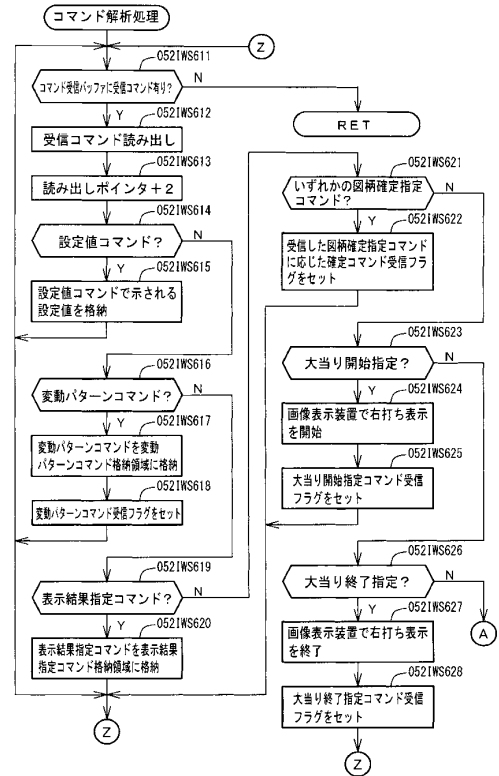 コマンド解析処理
Z
052IWS611
コマンド受信バッファに受信コマンド有り?
N
Y
RET
052IWS612
受信コマンド読み出し
052IWS613
読み出しポインタ+2
052IWS614
設定値コマンド?
N
Y
052IWS615
設定値コマンドで示される
設定値を格納
052IWS616
変動パターンコマンド?
N
Y
052IWS617
変動パターンコマンドを変動
パターンコマンド格納領域に格納
052IWS618
変動パターンコマンド受信フラグをセット
052IWS619
表示結果指定コマンド?
N
Y
052IWS620
表示結果指定コマンドを表示結果
指定コマンド格納領域に格納
Z
052IWS621
いずれかの図柄確定指定
コマンド?
N
Y
052IWS622
受信した図柄確定指定コマンド
に応じた確定コマンド受信フ
ラグをセット
052IWS623
大当り開始指定?
N
Y
052IWS624
画像表示装置で右打ち表示
を開始
052IWS625
大当り開始指定コマンド受信
フラグをセット
052IWS626
大当り終了指定?
N
Y
A
052IWS627
画像表示装置で右打ち表示
を終了
052IWS628
大当り終了指定コマンド受信
フラグをセット
Z